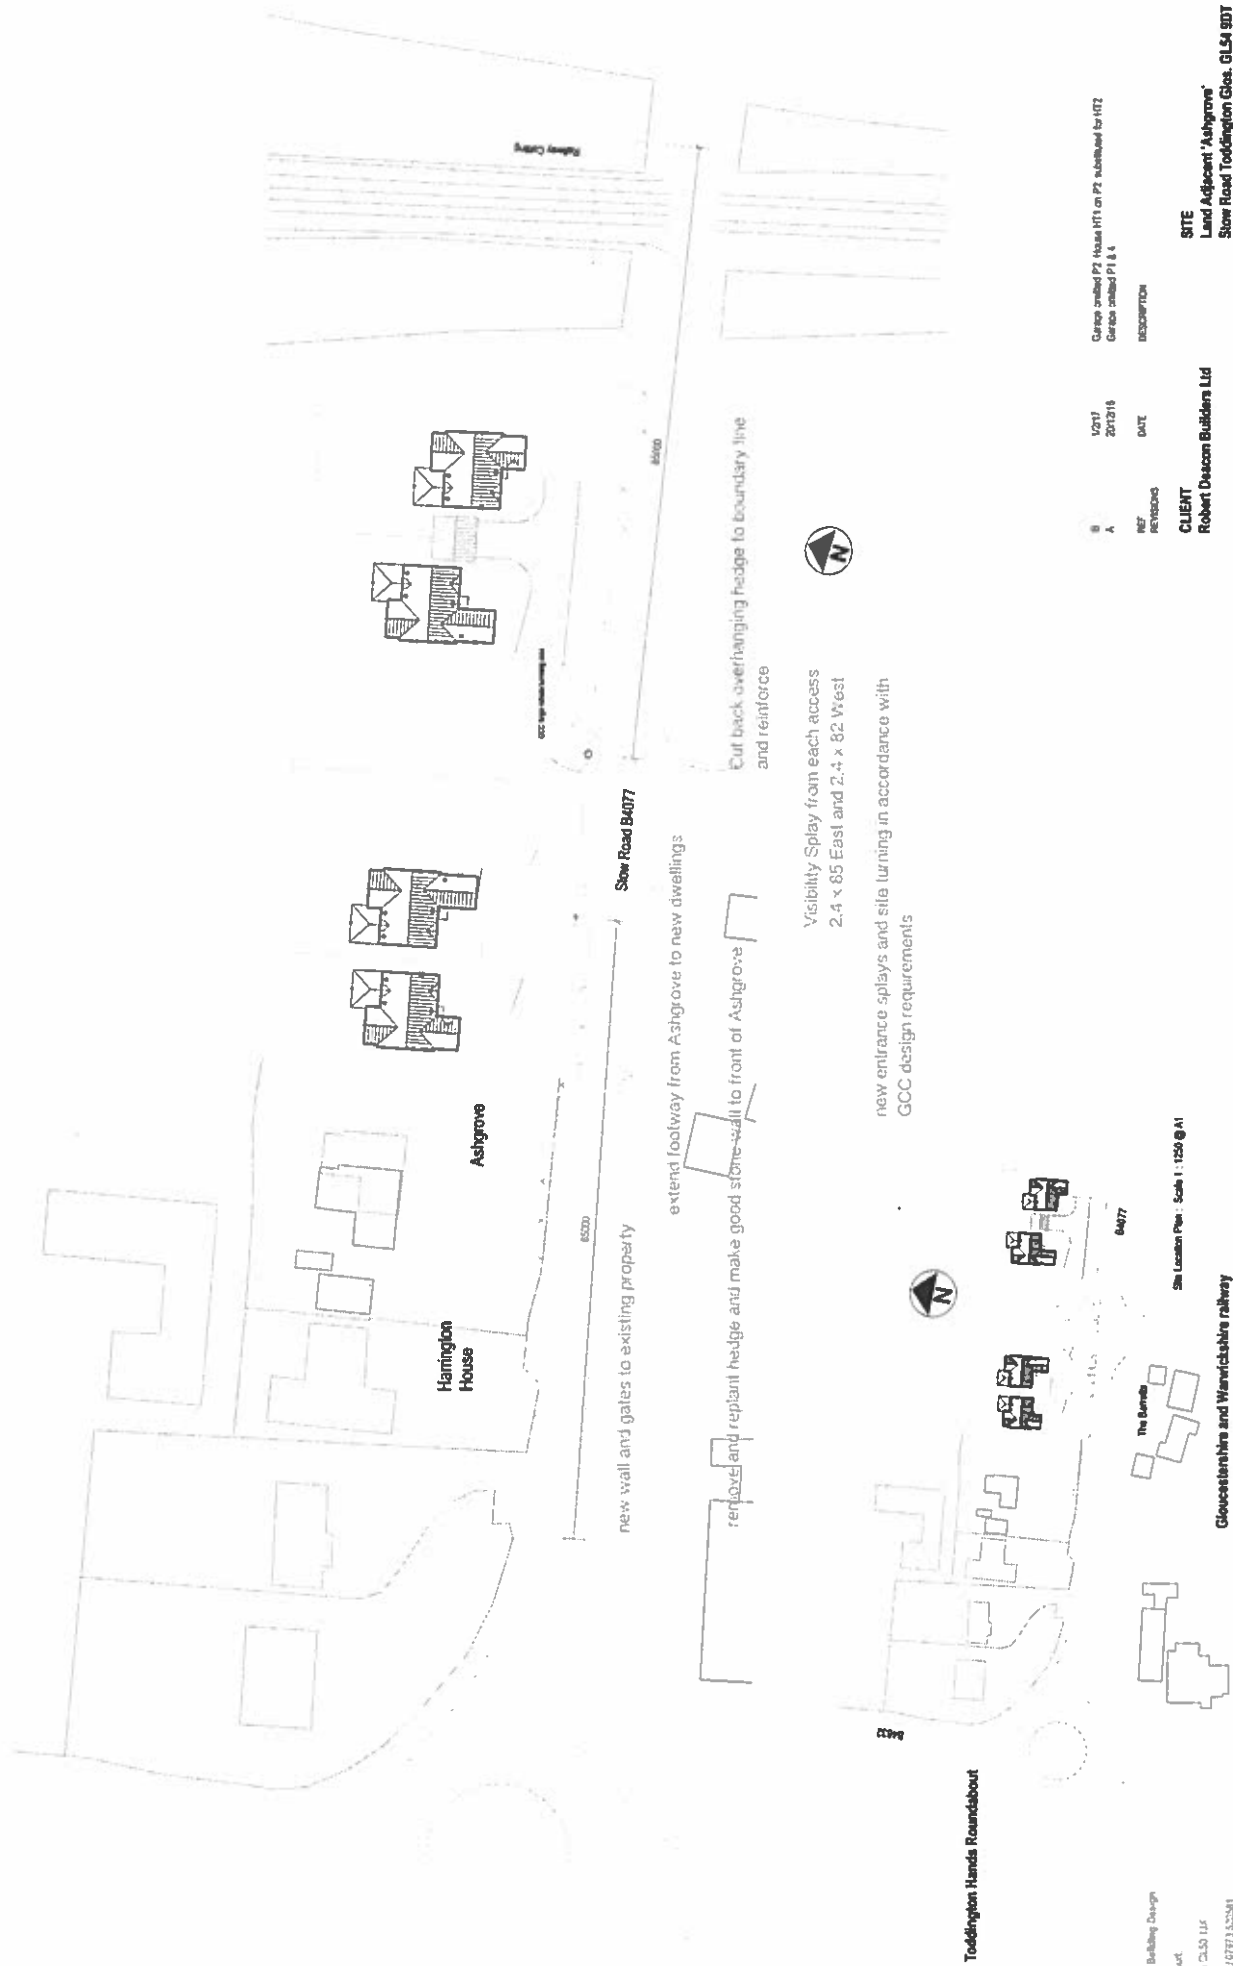 Railway Cutting
85000
Stow Road B4077
Ashgrove
Harrington
House
85000
Cut back overhanging hedge to boundary line
and reinforce
extend footway from Ashgrove to new dwellings
new wall and gates to existing property
remove and replant hedge and make good stone wall to front of Ashgrove
N
Visibility Splay from each access
2.4 x 65 East and 2.4 x 82 West
new entrance splays and site turning in accordance with
GCC design requirements
N
Toddington Hands Roundabout
The Barretts
B4077
Site Location Plan : Scale 1 : 1250 @ A1
Gloucestershire and Warwickshire railway
B 1/2/17 Garage omitted P2 House HT1 on P2 substituted for HT2
A 20/12/16 Garage omitted P1 & 4
REF DATE DESCRIPTION
REVISIONS
CLIENT
Robert Deacon Builders Ltd
SITE
Land Adjacent 'Ashgrove'
Stow Road Toddington Glos. GL54 9DT
Building Design